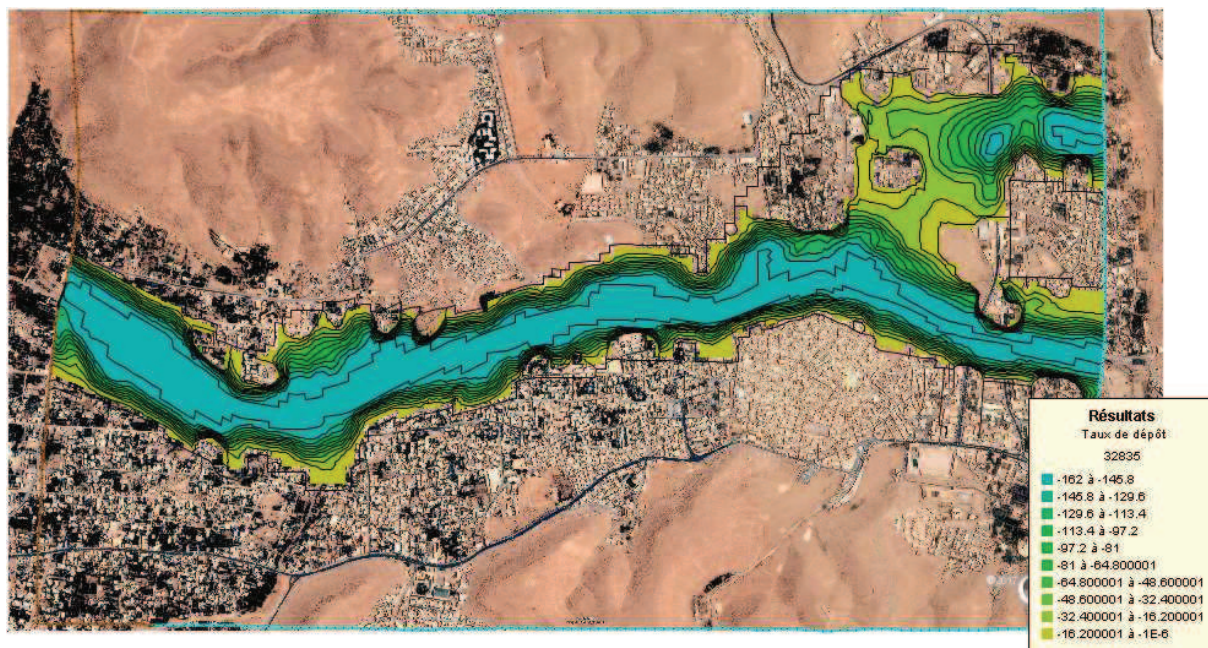 Résultats
Taux de dépôt
32835
-162 à -145.8
-145.8 à -129.6
-129.6 à -113.4
-113.4 à -97.2
-97.2 à -81
-81 à -64.800001
-64.800001 à -48.600001
-48.600001 à -32.400001
-32.400001 à -16.200001
-16.200001 à -1E-6